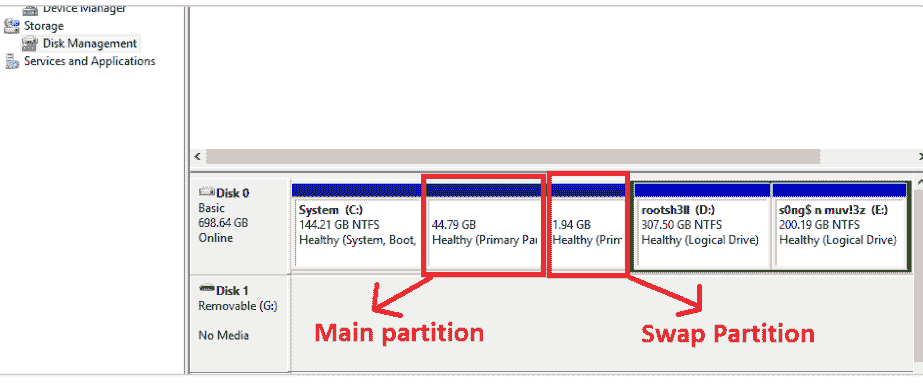 Device Manager
Storage
Disk Management
Services and Applications
Disk 0
Basic
698.64 GB
Online
System (C:)
144.21 GB NTFS
Healthy (System, Boot,
44.79 GB
Healthy (Primary Pa
1.94 GB
Healthy (Prim
rootsh3ll (D:)
307.50 GB NTFS
Healthy (Logical Drive)
s0ng$ n muv!3z (E:)
200.19 GB NTFS
Healthy (Logical Drive)
Disk 1
Removable (G:)
No Media
Main partition
Swap Partition